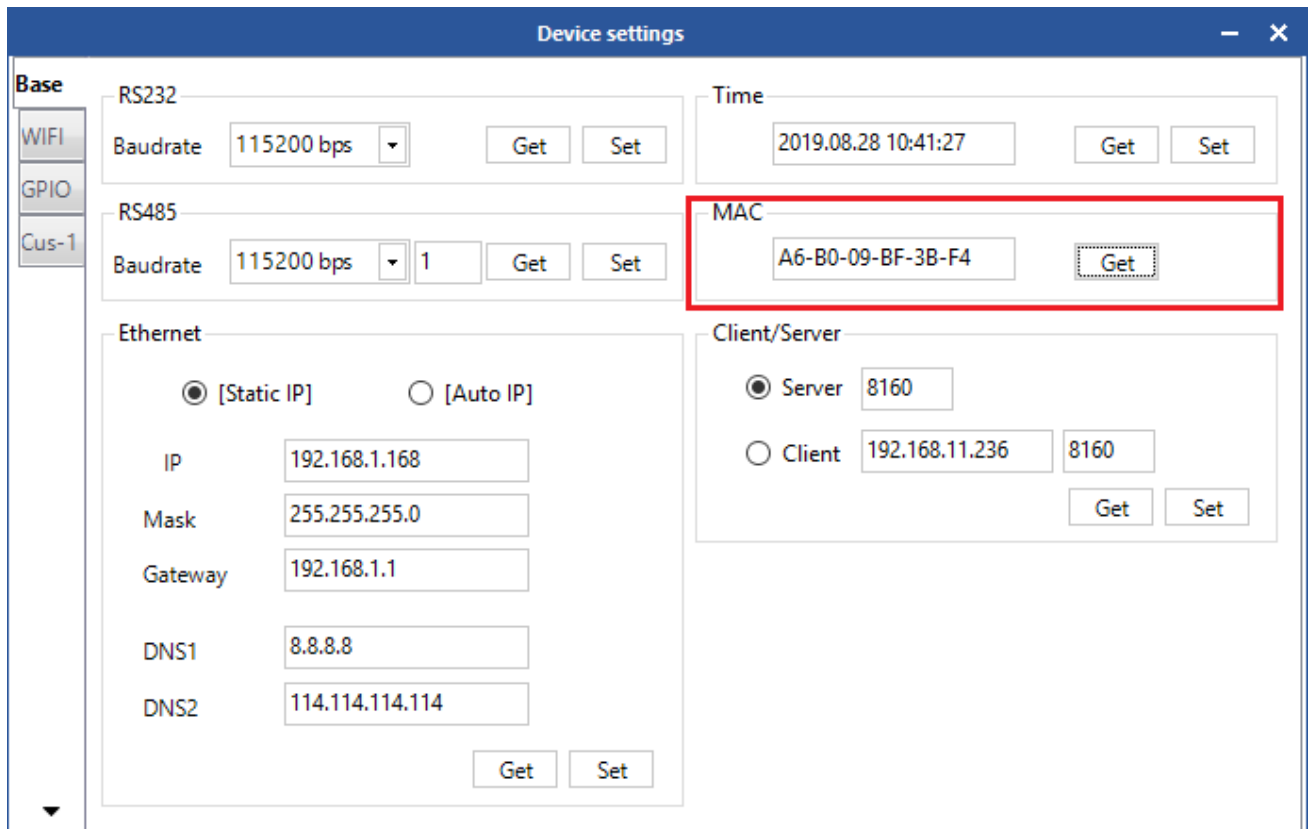 Device settings
Base
WIFI
GPIO
Cus-1
RS232
Baudrate 115200 bps Get Set
RS485
Baudrate 115200 bps 1 Get Set
Ethernet
[Static IP] [Auto IP]
IP 192.168.1.168
Mask 255.255.255.0
Gateway 192.168.1.1
DNS1 8.8.8.8
DNS2 114.114.114.114
Get Set
Time
2019.08.28 10:41:27 Get Set
MAC
A6-B0-09-BF-3B-F4 Get
Client/Server
Server 8160
Client 192.168.11.236 8160
Get Set